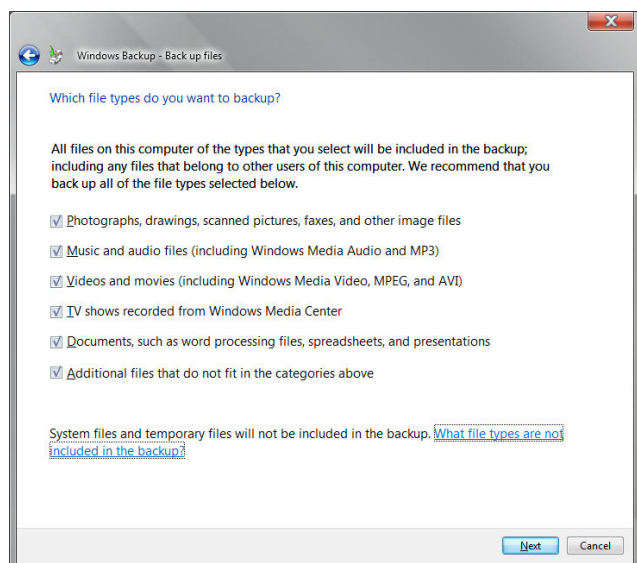 Windows Backup - Back up files
Which file types do you want to backup?
All files on this computer of the types that you select will be included in the backup;
including any files that belong to other users of this computer. We recommend that you
back up all of the file types selected below.
Photographs, drawings, scanned pictures, faxes, and other image files
Music and audio files (including Windows Media Audio and MP3)
Videos and movies (including Windows Media Video, MPEG, and AVI)
TV shows recorded from Windows Media Center
Documents, such as word processing files, spreadsheets, and presentations
Additional files that do not fit in the categories above
System files and temporary files will not be included in the backup. What file types are not
included in the backup?
Next Cancel